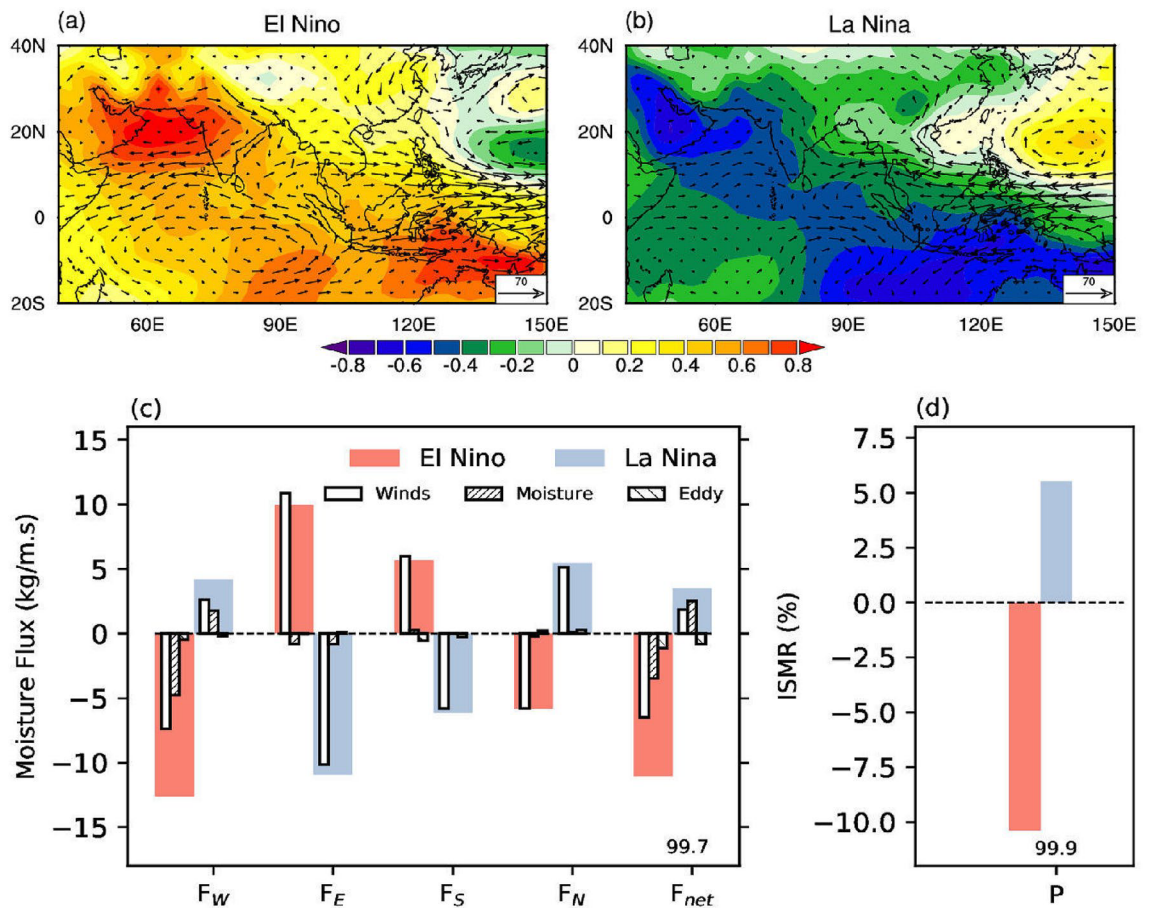 (a) El Nino
(b) La Nina
40N
20N
0
20S
70
70
60E 90E 120E 150E
60E 90E 120E 150E
-0.8 -0.6 -0.4 -0.2 0 0.2 0.4 0.6 0.8
(c)
El Nino La Nina
Winds Moisture Eddy
Moisture Flux (kg/m.s)
15
10
5
0
−5
−10
−15
99.7
F_W F_E F_S F_N F_net
(d)
ISMR (%)
7.5
5.0
2.5
0.0
−2.5
−5.0
−7.5
−10.0
99.9
P